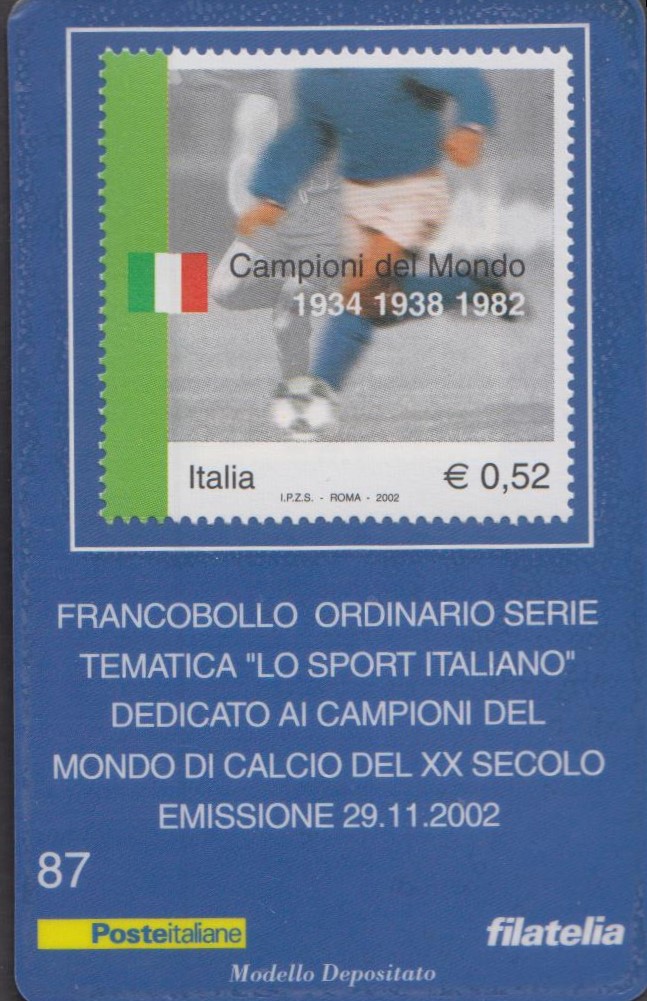 Campioni del Mondo
1934 1938 1982
Italia € 0,52
I.P.Z.S. - ROMA - 2002
FRANCOBOLLO ORDINARIO SERIE
TEMATICA "LO SPORT ITALIANO"
DEDICATO AI CAMPIONI DEL
MONDO DI CALCIO DEL XX SECOLO
EMISSIONE 29.11.2002
87
Posteitaliane filatelia
Modello Depositato